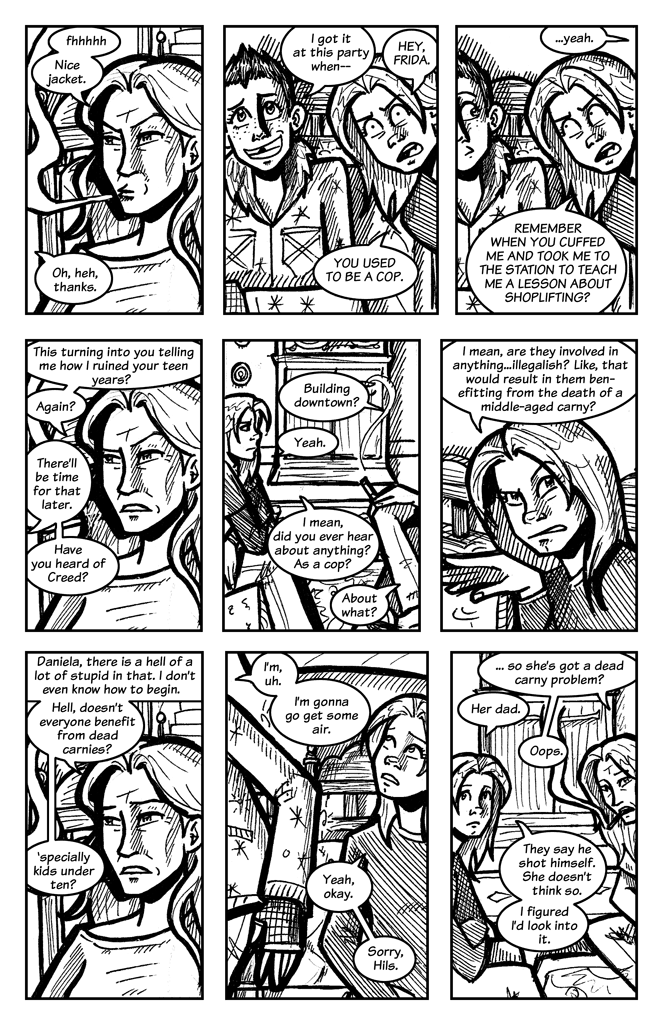 fhhhhh
Nice
jacket.
Oh, heh,
thanks.
I got it
at this party
when--
HEY,
FRIDA.
YOU USED
TO BE A COP.
...yeah.
REMEMBER
WHEN YOU CUFFED
ME AND TOOK ME TO
THE STATION TO TEACH
ME A LESSON ABOUT
SHOPLIFTING?
This turning into you telling
me how I ruined your teen
years?
Again?
There'll
be time
for that
later.
Have
you heard of
Creed?
Building
downtown?
Yeah.
I mean,
did you ever hear
about anything?
As a cop?
About
what?
I mean, are they involved in
anything...illegalish? Like, that
would result in them ben-
efitting from the death of a
middle-aged carny?
Daniela, there is a hell of a
lot of stupid in that. I don't
even know how to begin.
Hell, doesn't
everyone benefit
from dead
carnies?
'specially
kids under
ten?
I'm,
uh.
I'm gonna
go get some
air.
Yeah,
okay.
Sorry,
Hils.
... so she's got a dead
carny problem?
Her dad.
Oops.
They say he
shot himself.
She doesn't
think so.
I figured
I'd look into
it.